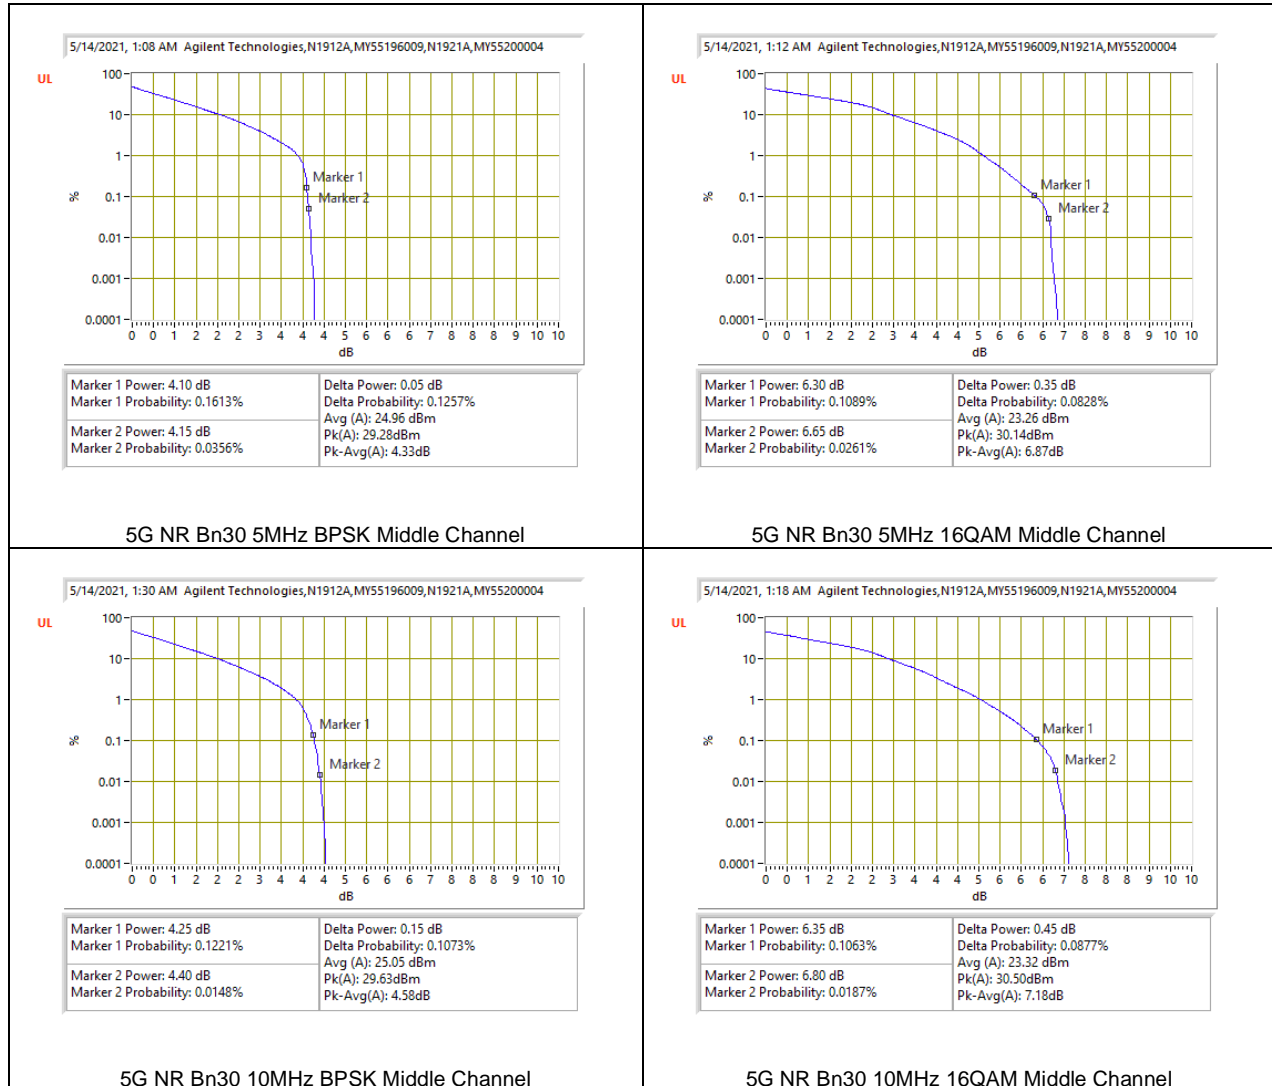 5/14/2021, 1:08 AM Agilent Technologies,N1912A,MY55196009,N1921A,MY55200004
UL
100
10
1
0.1
0.01
0.001
0.0001
%
Marker 1
Marker 2
0 0 1 2 2 2 3 4 4 4 5 6 6 6 7 8 8 8 9 10 10
dB
Marker 1 Power: 4.10 dB
Marker 1 Probability: 0.1613%
Marker 2 Power: 4.15 dB
Marker 2 Probability: 0.0356%
Delta Power: 0.05 dB
Delta Probability: 0.1257%
Avg (A): 24.96 dBm
Pk(A): 29.28dBm
Pk-Avg(A): 4.33dB
5G NR Bn30 5MHz BPSK Middle Channel
5/14/2021, 1:12 AM Agilent Technologies,N1912A,MY55196009,N1921A,MY55200004
UL
100
10
1
0.1
0.01
0.001
0.0001
%
Marker 1
Marker 2
0 0 1 2 2 2 3 4 4 4 5 6 6 6 7 8 8 8 9 10 10
dB
Marker 1 Power: 6.30 dB
Marker 1 Probability: 0.1089%
Marker 2 Power: 6.65 dB
Marker 2 Probability: 0.0261%
Delta Power: 0.35 dB
Delta Probability: 0.0828%
Avg (A): 23.26 dBm
Pk(A): 30.14dBm
Pk-Avg(A): 6.87dB
5G NR Bn30 5MHz 16QAM Middle Channel
5/14/2021, 1:30 AM Agilent Technologies,N1912A,MY55196009,N1921A,MY55200004
UL
100
10
1
0.1
0.01
0.001
0.0001
%
Marker 1
Marker 2
0 0 1 2 2 2 3 4 4 4 5 6 6 6 7 8 8 8 9 10 10
dB
Marker 1 Power: 4.25 dB
Marker 1 Probability: 0.1221%
Marker 2 Power: 4.40 dB
Marker 2 Probability: 0.0148%
Delta Power: 0.15 dB
Delta Probability: 0.1073%
Avg (A): 25.05 dBm
Pk(A): 29.63dBm
Pk-Avg(A): 4.58dB
5G NR Bn30 10MHz BPSK Middle Channel
5/14/2021, 1:18 AM Agilent Technologies,N1912A,MY55196009,N1921A,MY55200004
UL
100
10
1
0.1
0.01
0.001
0.0001
%
Marker 1
Marker 2
0 0 1 2 2 2 3 4 4 4 5 6 6 6 7 8 8 8 9 10 10
dB
Marker 1 Power: 6.35 dB
Marker 1 Probability: 0.1063%
Marker 2 Power: 6.80 dB
Marker 2 Probability: 0.0187%
Delta Power: 0.45 dB
Delta Probability: 0.0877%
Avg (A): 23.32 dBm
Pk(A): 30.50dBm
Pk-Avg(A): 7.18dB
5G NR Bn30 10MHz 16QAM Middle Channel